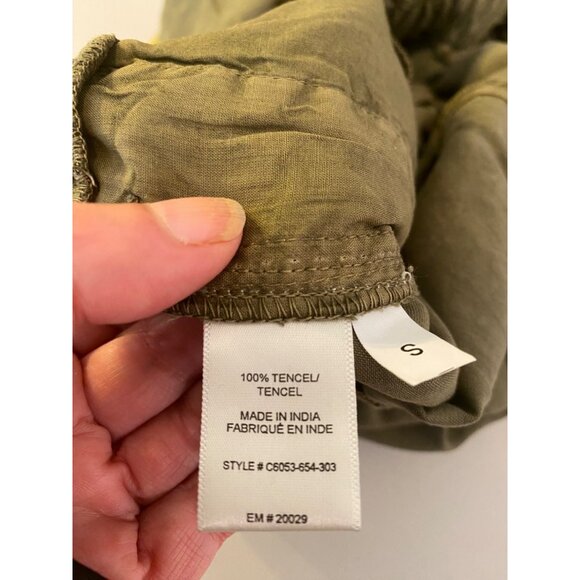 100% TENCEL/
TENCEL
MADE IN INDIA
FABRIQUÉ EN INDE
STYLE # C6053-654-303
EM # 20029
S